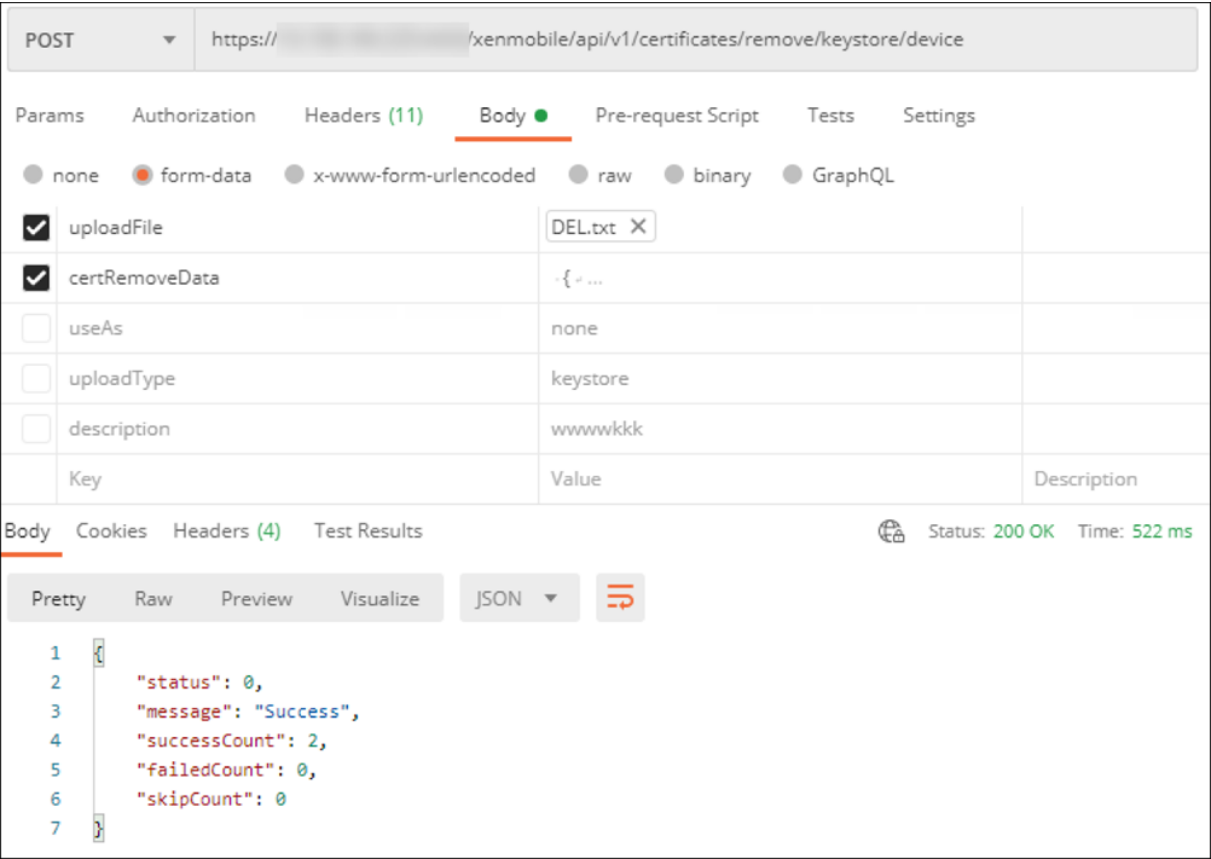 POST https:// /xenmobile/api/v1/certificates/remove/keystore/device
Params Authorization Headers (11) Body Pre-request Script Tests Settings
none form-data x-www-form-urlencoded raw binary GraphQL
uploadFile DEL.txt
certRemoveData { ...
useAs none
uploadType keystore
description wwwwkkk
Key Value Description
Body Cookies Headers (4) Test Results Status: 200 OK Time: 522 ms
Pretty Raw Preview Visualize JSON
1 {
2 "status": 0,
3 "message": "Success",
4 "successCount": 2,
5 "failedCount": 0,
6 "skipCount": 0
7 }